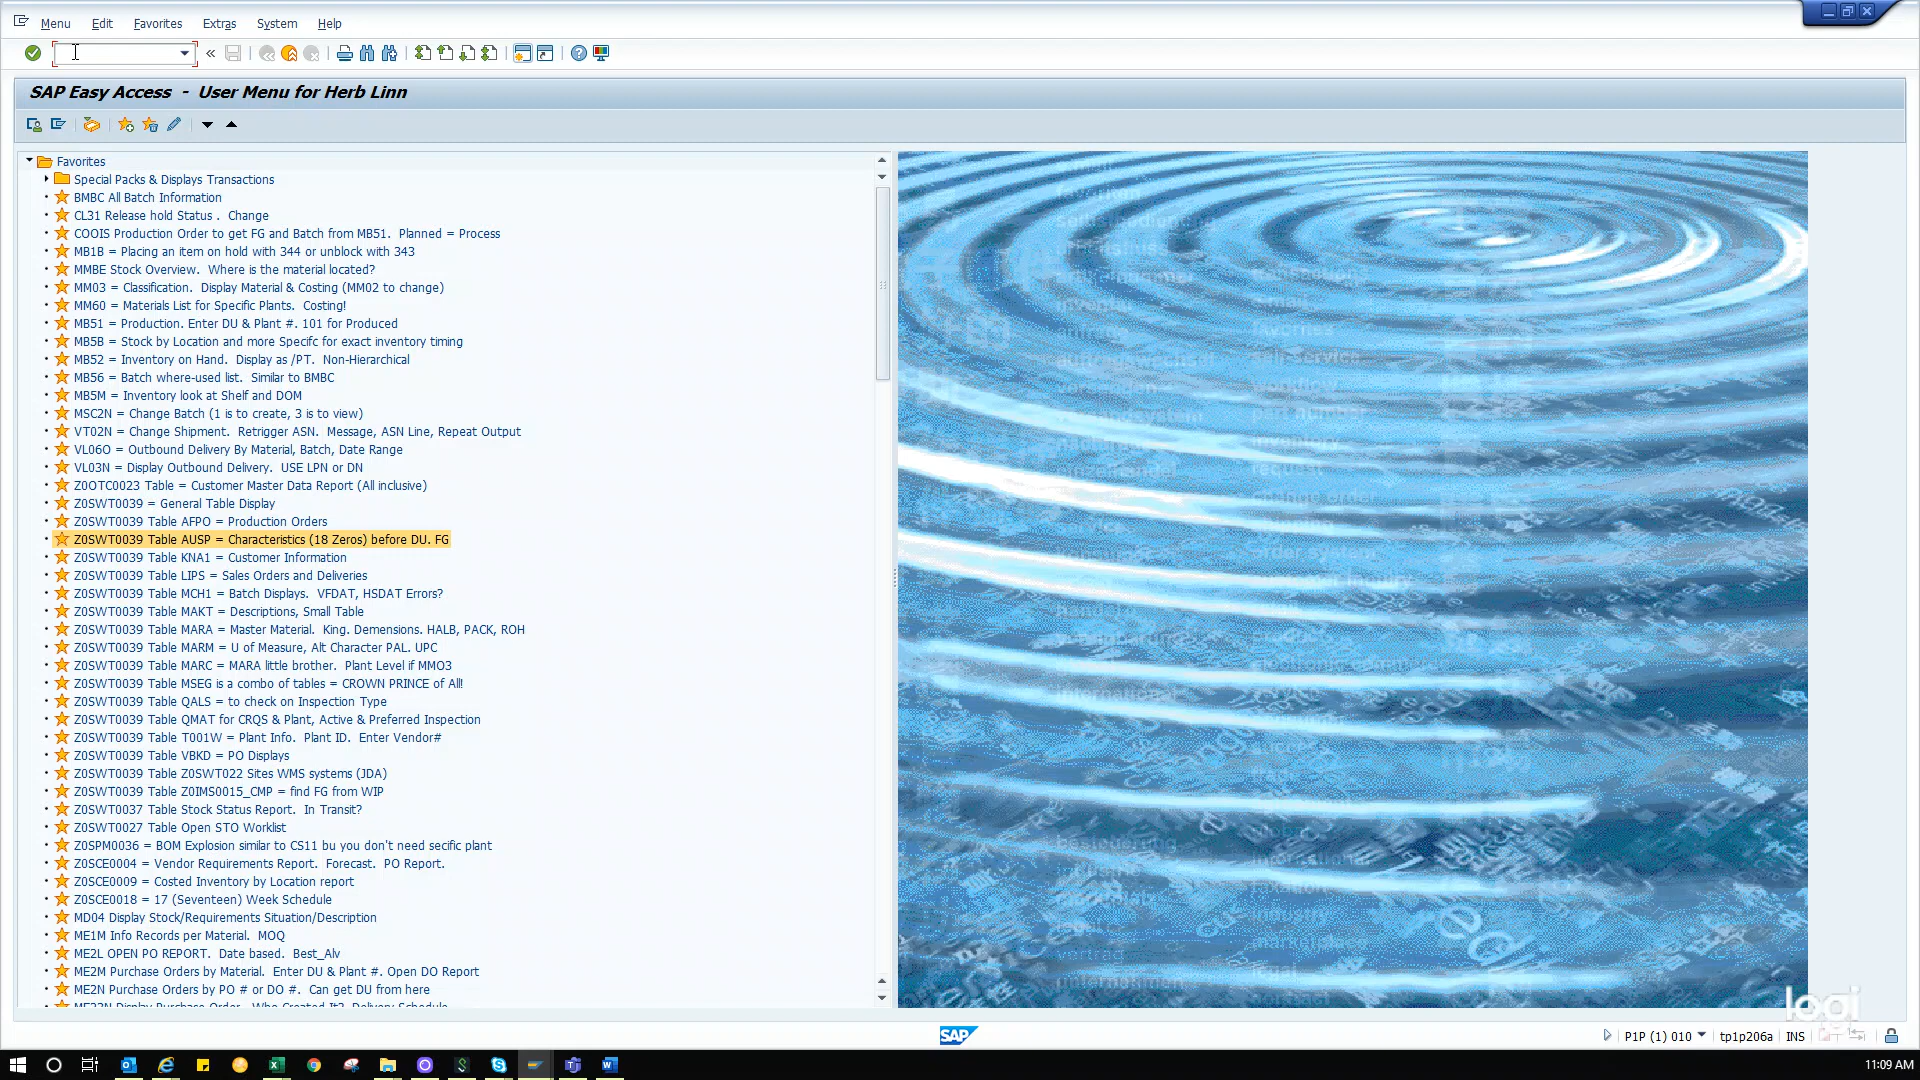 Menu Edit Favorites Extras System Help
SAP Easy Access - User Menu for Herb Linn
Favorites
Special Packs & Displays Transactions
BMBC All Batch Information
CL31 Release hold Status . Change
COOIS Production Order to get FG and Batch from MB51. Planned = Process
MB1B = Placing an item on hold with 344 or unblock with 343
MMBE Stock Overview. Where is the material located?
MM03 = Classification. Display Material & Costing (MM02 to change)
MM60 = Materials List for Specific Plants. Costing!
MB51 = Production. Enter DU & Plant #. 101 for Produced
MB5B = Stock by Location and more Specifc for exact inventory timing
MB52 = Inventory on Hand. Display as /PT. Non-Hierarchical
MB56 = Batch where-used list. Similar to BMBC
MB5M = Inventory look at Shelf and DOM
MSC2N = Change Batch (1 is to create, 3 is to view)
VT02N = Change Shipment. Retrigger ASN. Message, ASN Line, Repeat Output
VL06O = Outbound Delivery By Material, Batch, Date Range
VL03N = Display Outbound Delivery. USE LPN or DN
Z0OTC0023 Table = Customer Master Data Report (All inclusive)
Z0SWT0039 = General Table Display
Z0SWT0039 Table AFPO = Production Orders
Z0SWT0039 Table AUSP = Characteristics (18 Zeros) before DU. FG
Z0SWT0039 Table KNA1 = Customer Information
Z0SWT0039 Table LIPS = Sales Orders and Deliveries
Z0SWT0039 Table MCH1 = Batch Displays. VFDAT, HSDAT Errors?
Z0SWT0039 Table MAKT = Descriptions, Small Table
Z0SWT0039 Table MARA = Master Material. King. Demensions. HALB, PACK, ROH
Z0SWT0039 Table MARM = U of Measure, Alt Character PAL. UPC
Z0SWT0039 Table MARC = MARA little brother. Plant Level if MMO3
Z0SWT0039 Table MSEG is a combo of tables = CROWN PRINCE of All!
Z0SWT0039 Table QALS = to check on Inspection Type
Z0SWT0039 Table QMAT for CRQS & Plant, Active & Preferred Inspection
Z0SWT0039 Table T001W = Plant Info. Plant ID. Enter Vendor#
Z0SWT0039 Table VBKD = PO Displays
Z0SWT0039 Table Z0SWT022 Sites WMS systems (JDA)
Z0SWT0039 Table Z0IMS0015_CMP = find FG from WIP
Z0SWT0037 Table Stock Status Report. In Transit?
Z0SWT0027 Table Open STO Worklist
Z0SPM0036 = BOM Explosion similar to CS11 bu you don't need secific plant
Z0SCE0004 = Vendor Requirements Report. Forecast. PO Report.
Z0SCE0009 = Costed Inventory by Location report
Z0SCE0018 = 17 (Seventeen) Week Schedule
MD04 Display Stock/Requirements Situation/Description
ME1M Info Records per Material. MOQ
ME2L OPEN PO REPORT. Date based. Best_Alv
ME2M Purchase Orders by Material. Enter DU & Plant #. Open DO Report
ME2N Purchase Orders by PO # or DO #. Can get DU from here
logi
SAP
P1P (1) 010 tp1p206a INS
11:09 AM